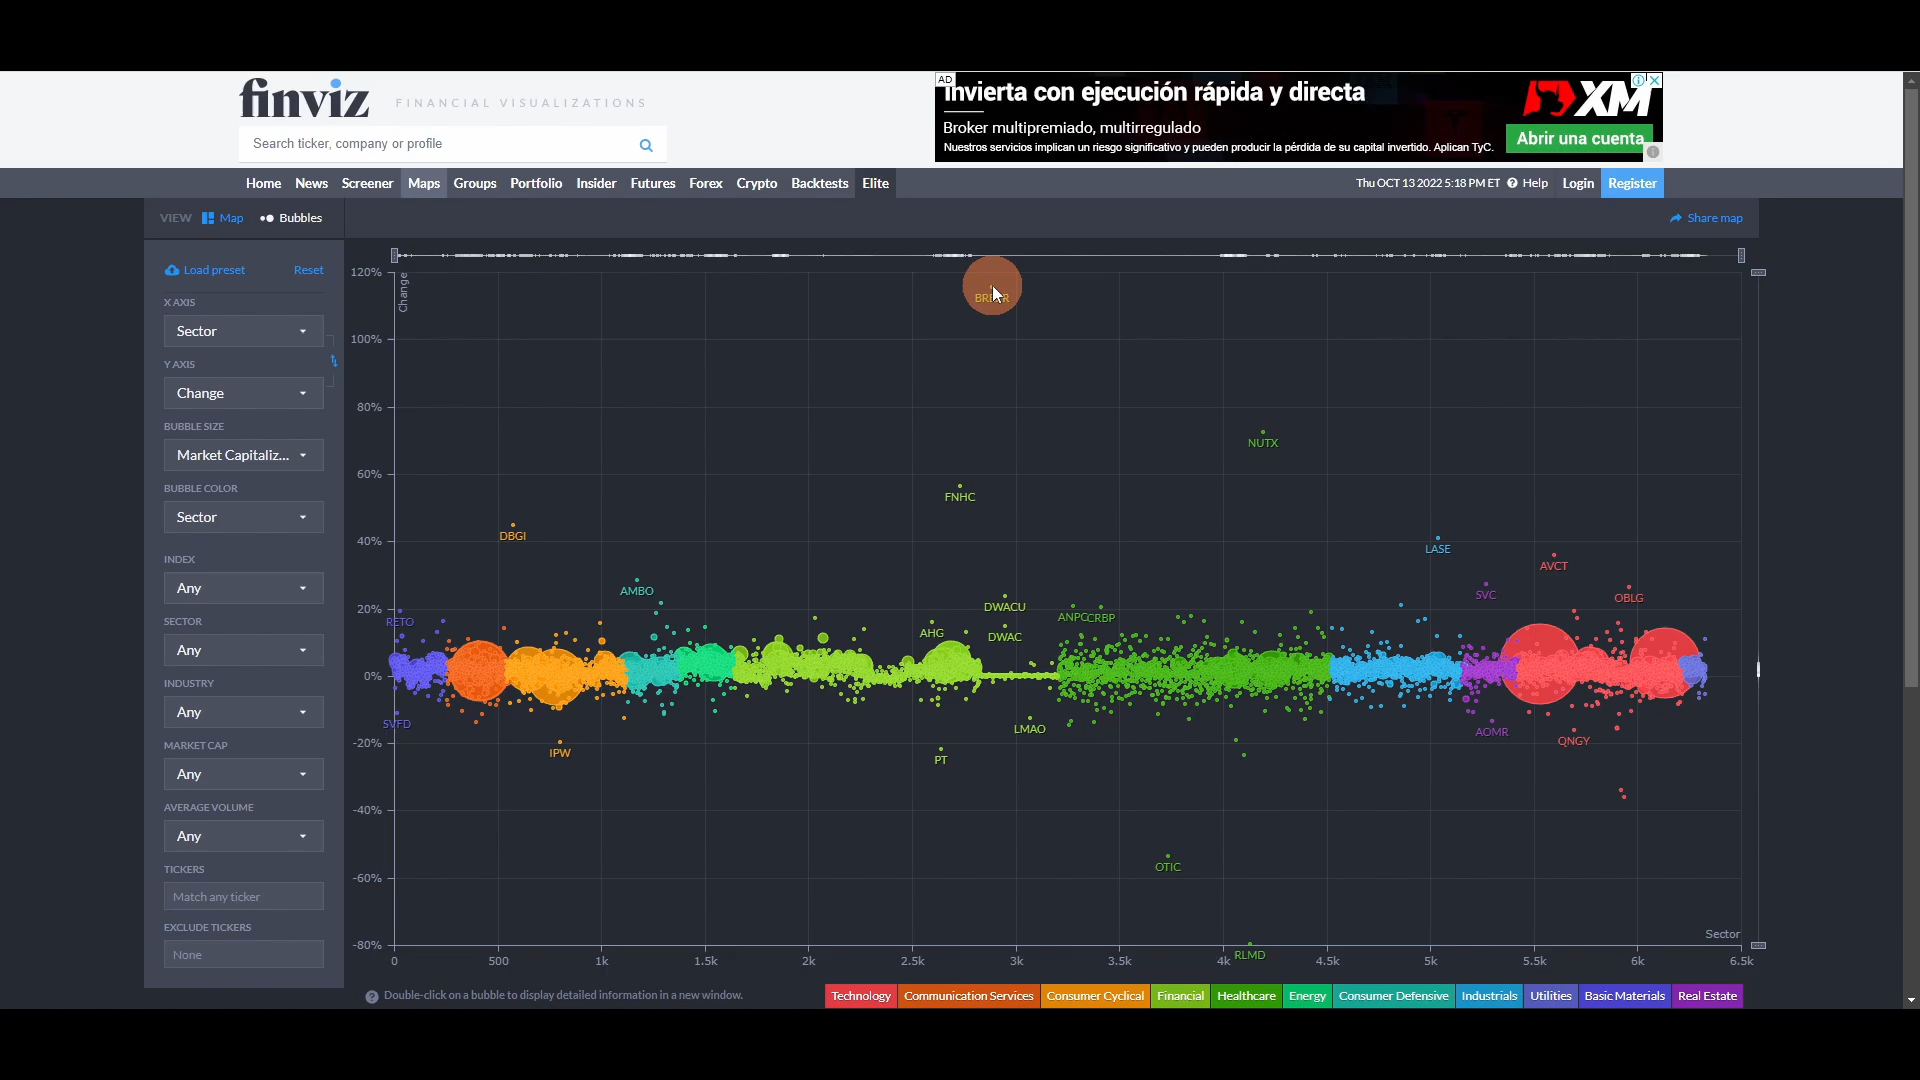 finviz FINANCIAL VISUALIZATIONS
Search ticker, company or profile
AD
Invierta con ejecución rápida y directa
Broker multipremiado, multirregulado
Nuestros servicios implican un riesgo significativo y pueden producir la pérdida de su capital invertido. Aplican TyC.
XM
Abrir una cuenta
Home News Screener Maps Groups Portfolio Insider Futures Forex Crypto Backtests Elite
Thu OCT 13 2022 5:18 PM ET Help Login Register
VIEW Map Bubbles
Share map
Load preset Reset
X AXIS
Sector
Y AXIS
Change
BUBBLE SIZE
Market Capitaliz...
BUBBLE COLOR
Sector
INDEX
Any
SECTOR
Any
INDUSTRY
Any
MARKET CAP
Any
AVERAGE VOLUME
Any
TICKERS
Match any ticker
EXCLUDE TICKERS
None
120%
100%
80%
60%
40%
20%
0%
-20%
-40%
-60%
-80%
Change
NUTX
FNHC
DBGI
LASE
AVCT
AMBO
SVC
OBLG
DWACU
RETO
ANPC
CRBP
AHG
DWAC
SVFD
LMAO
AOMR
QNGY
IPW
PT
OTIC
RLMD
Sector
0 500 1k 1.5k 2k 2.5k 3k 3.5k 4k 4.5k 5k 5.5k 6k 6.5k
Double-click on a bubble to display detailed information in a new window.
Technology Communication Services Consumer Cyclical Financial Healthcare Energy Consumer Defensive Industrials Utilities Basic Materials Real Estate